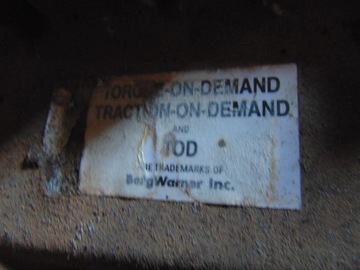 TORQUE-ON-DEMAND
TRACTION-ON-DEMAND
AND
TOD
ARE TRADEMARKS OF
BorgWarner Inc.